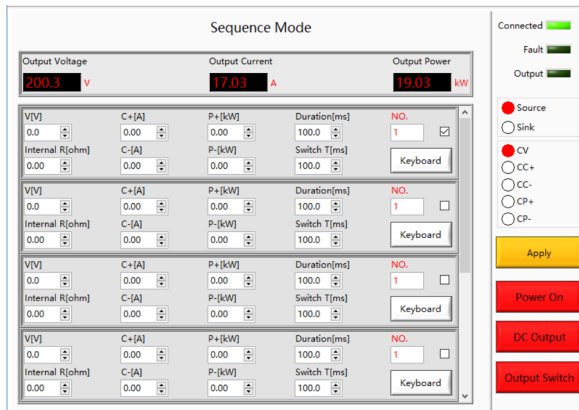 Sequence Mode
Output Voltage Output Current Output Power
200.3 V 17.03 A 19.03 kW
V[V] C+[A] P+[kW] Duration[ms] NO.
0.0 0.00 0.00 100.0 1
Internal R[ohm] C-[A] P-[kW] Switch T[ms]
0.00 0.00 0.00 100.0 Keyboard
V[V] C+[A] P+[kW] Duration[ms] NO.
0.0 0.00 0.00 100.0 1
Internal R[ohm] C-[A] P-[kW] Switch T[ms]
0.00 0.00 0.00 100.0 Keyboard
V[V] C+[A] P+[kW] Duration[ms] NO.
0.0 0.00 0.00 100.0 1
Internal R[ohm] C-[A] P-[kW] Switch T[ms]
0.00 0.00 0.00 100.0 Keyboard
V[V] C+[A] P+[kW] Duration[ms] NO.
0.0 0.00 0.00 100.0 1
Internal R[ohm] C-[A] P-[kW] Switch T[ms]
0.00 0.00 0.00 100.0 Keyboard
Connected
Fault
Output
Source
Sink
CV
CC+
CC-
CP+
CP-
Apply
Power On
DC Output
Output Switch